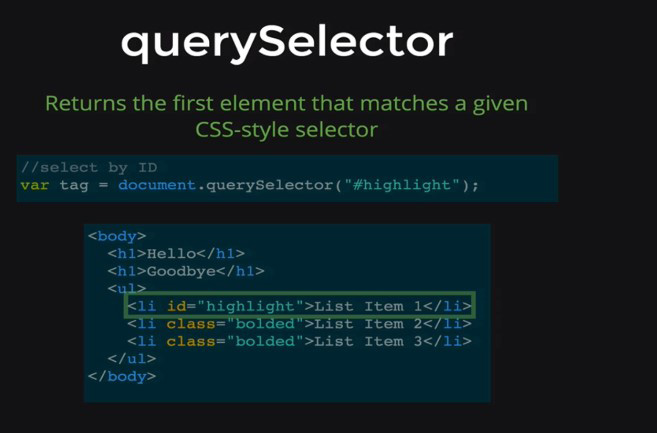 querySelector
Returns the first element that matches a given
CSS-style selector
//select by ID
var tag = document.querySelector("#highlight");
<body>
<h1>Hello</h1>
<h1>Goodbye</h1>
<ul>
<li id="highlight">List Item 1</li>
<li class="bolded">List Item 2</li>
<li class="bolded">List Item 3</li>
</ul>
</body>